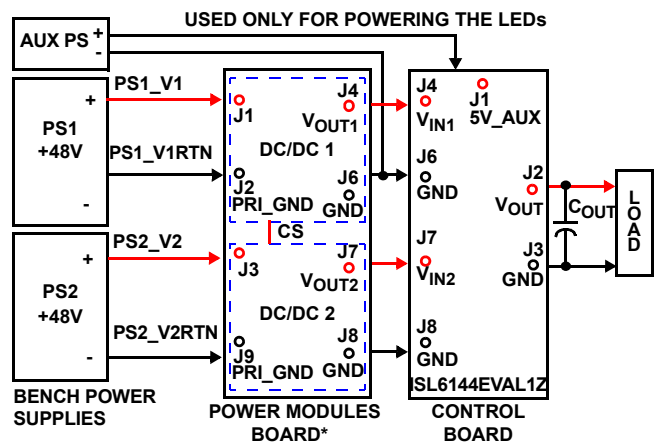 USED ONLY FOR POWERING THE LEDs
AUX PS
+
-
PS1_V1
+
PS1
+48V
-
PS1_V1RTN
J1
J4
VOUT1
DC/DC 1
J2
PRI_GND
J6
GND
CS
PS2_V2
+
PS2
+48V
-
PS2_V2RTN
J3
J7
VOUT2
DC/DC 2
J9
PRI_GND
J8
GND
J4
VIN1
J1
5V_AUX
J6
GND
J2
VOUT
COUT
LOAD
J7
VIN2
J3
GND
J8
GND
ISL6144EVAL1Z
BENCH POWER
SUPPLIES
POWER MODULES
BOARD*
CONTROL
BOARD